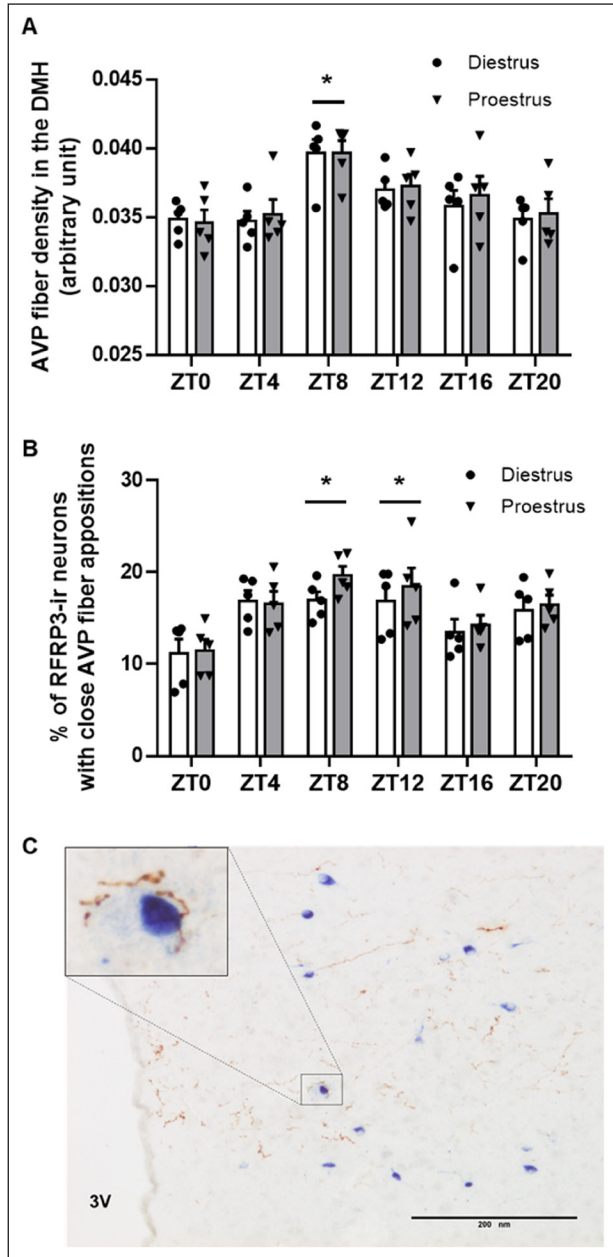 A
Diestrus
Proestrus
*
AVP fiber density in the DMH
(arbitrary unit)
0.045
0.040
0.035
0.030
0.025
ZT0 ZT4 ZT8 ZT12 ZT16 ZT20
B
Diestrus
Proestrus
* *
% of RFRP3-ir neurons
with close AVP fiber appositions
30
20
10
0
ZT0 ZT4 ZT8 ZT12 ZT16 ZT20
C
3V
200 nm